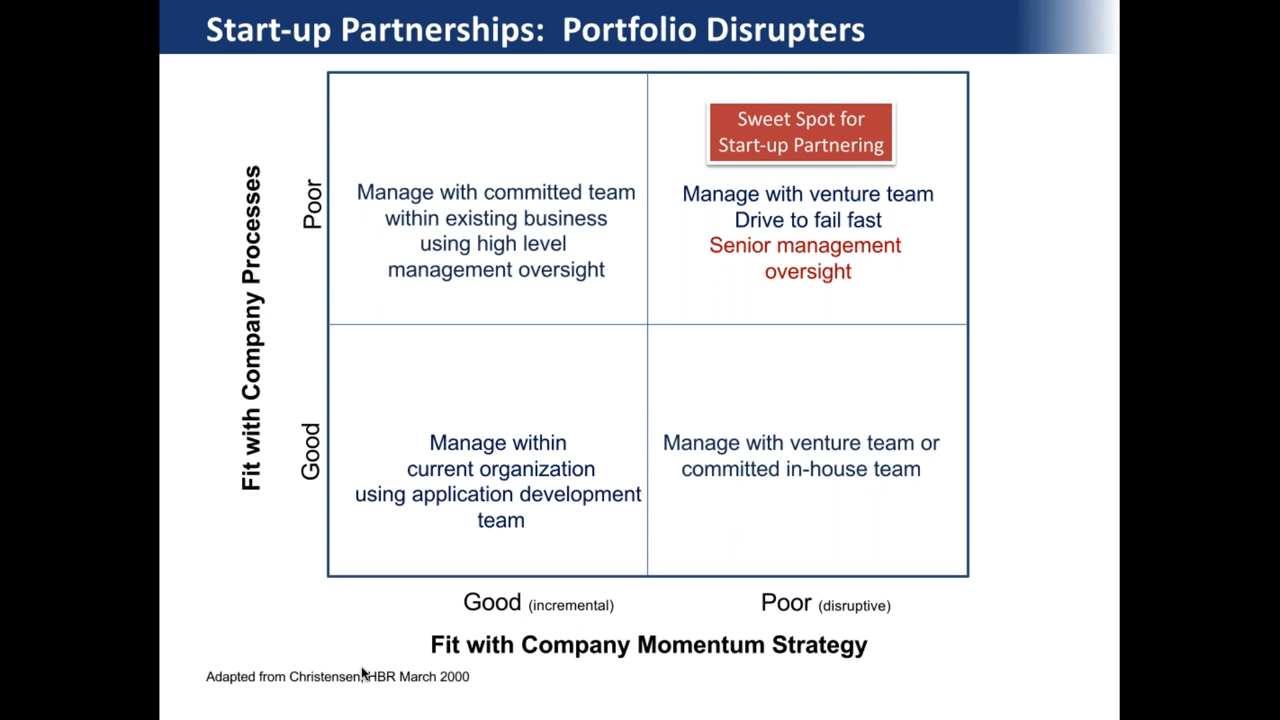 Start-up Partnerships: Portfolio Disrupters
Fit with Company Processes
Poor
Good
Manage with committed team
within existing business
using high level
management oversight
Sweet Spot for
Start-up Partnering
Manage with venture team
Drive to fail fast
Senior management
oversight
Manage within
current organization
using application development
team
Manage with venture team or
committed in-house team
Good (incremental)
Poor (disruptive)
Fit with Company Momentum Strategy
Adapted from Christensen, HBR March 2000